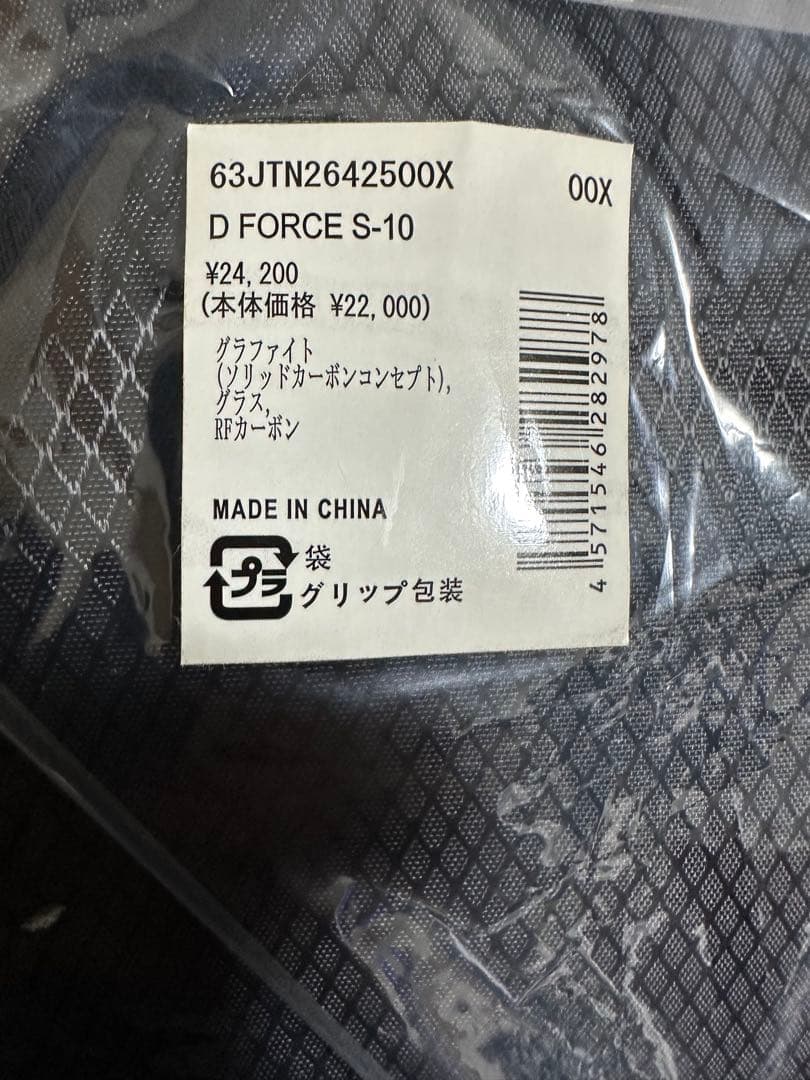 63JTN2642500X
00X
D FORCE S-10
¥24,200
(本体価格 ¥22,000)
グラファイト
(ソリッドカーボンコンセプト),
グラス,
RFカーボン
MADE IN CHINA
プラ
袋
グリップ包装
4571546282978